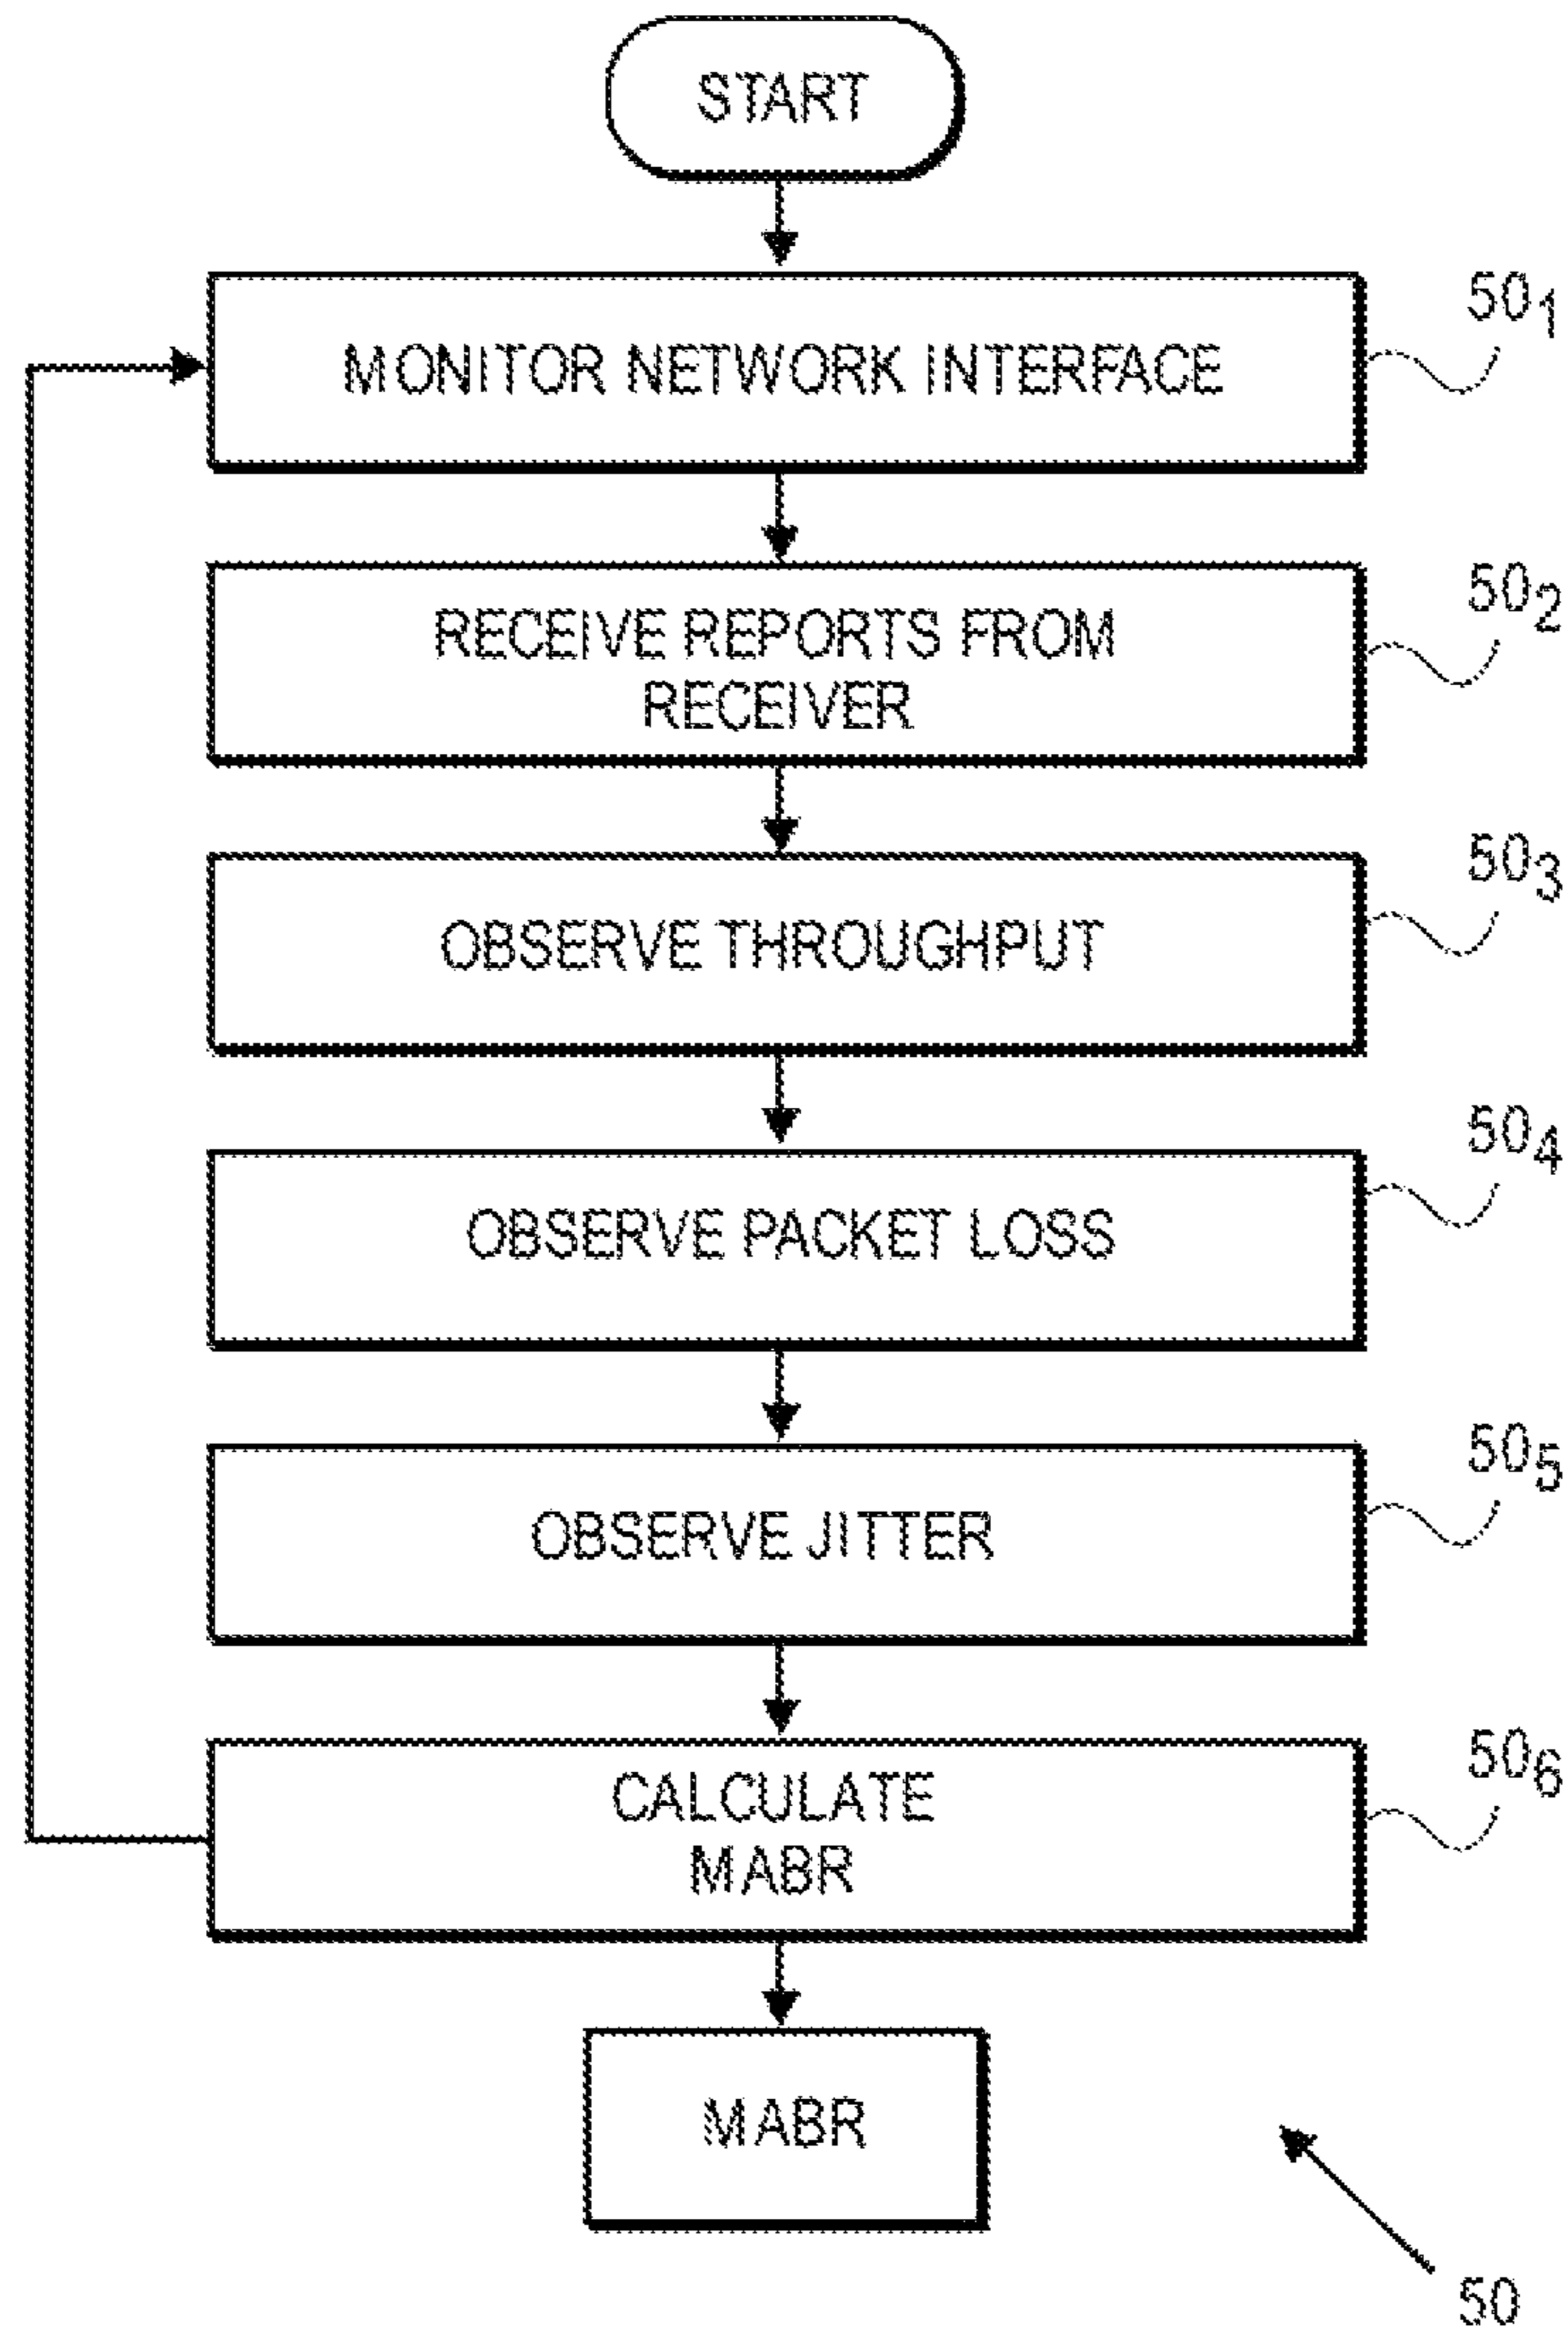 START
MONITOR NETWORK INTERFACE
50₁
RECEIVE REPORTS FROM
RECEIVER
50₂
OBSERVE THROUGHPUT
50₃
OBSERVE PACKET LOSS
50₄
OBSERVE JITTER
50₅
CALCULATE
MABR
50₆
MABR
50